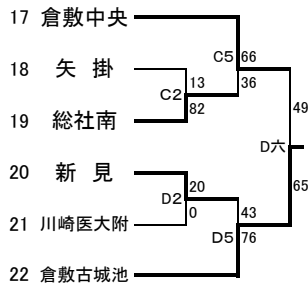 17 倉敷中央
C5 66
18 矢掛
13 36
C2
82
49
19 総社南
D六
20 新見
65
20
D2
0 43
21 川崎医大附
D5 76
22 倉敷古城池